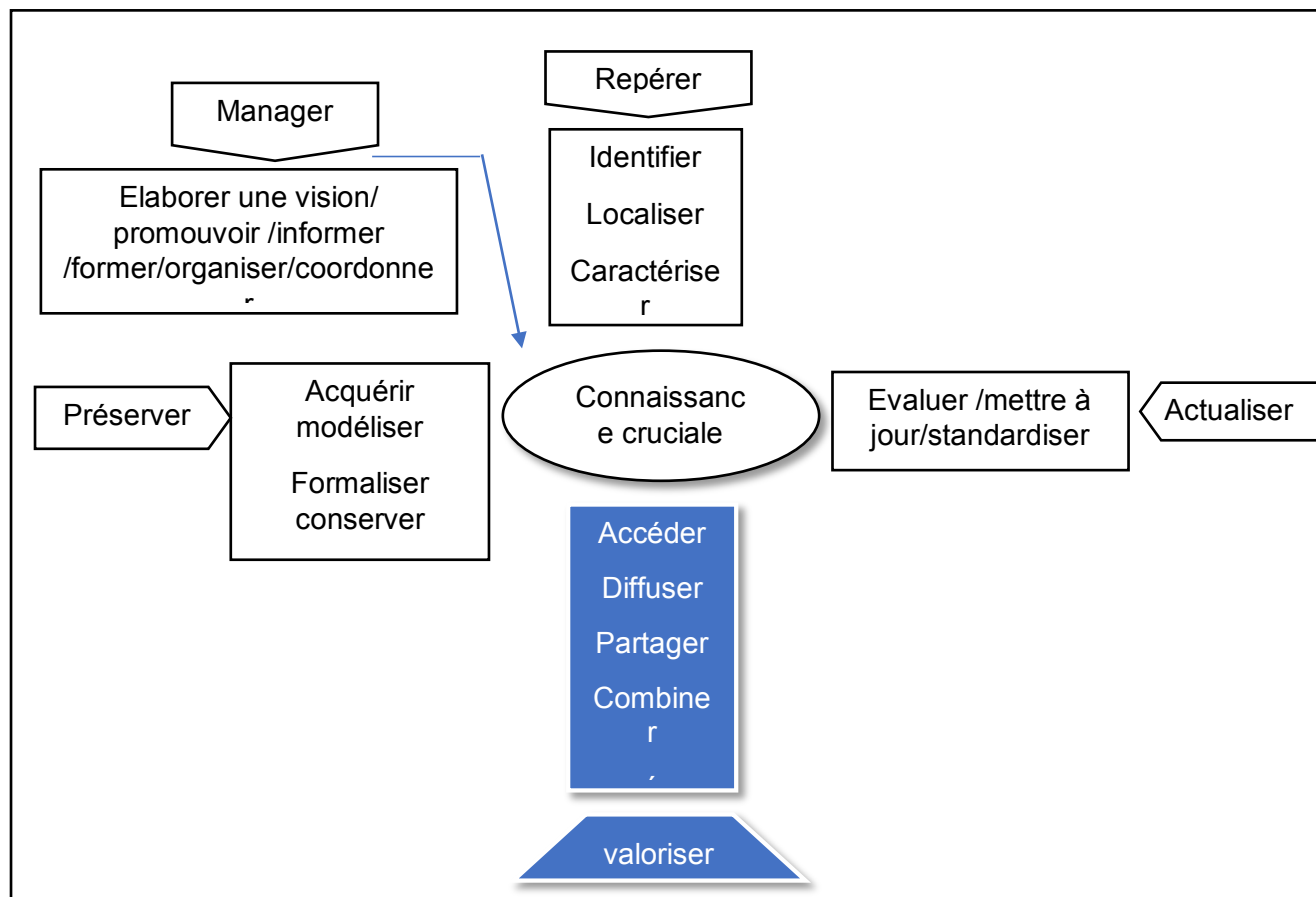 Repérer
Manager
Identifier
Localiser
Caractérise
r
Elaborer une vision/
promouvoir /informer
/former/organiser/coordonne
r
Préserver
Acquérir
modéliser
Formaliser
conserver
Connaissanc
e cruciale
Evaluer /mettre à
jour/standardiser
Actualiser
Accéder
Diffuser
Partager
Combine
r
valoriser